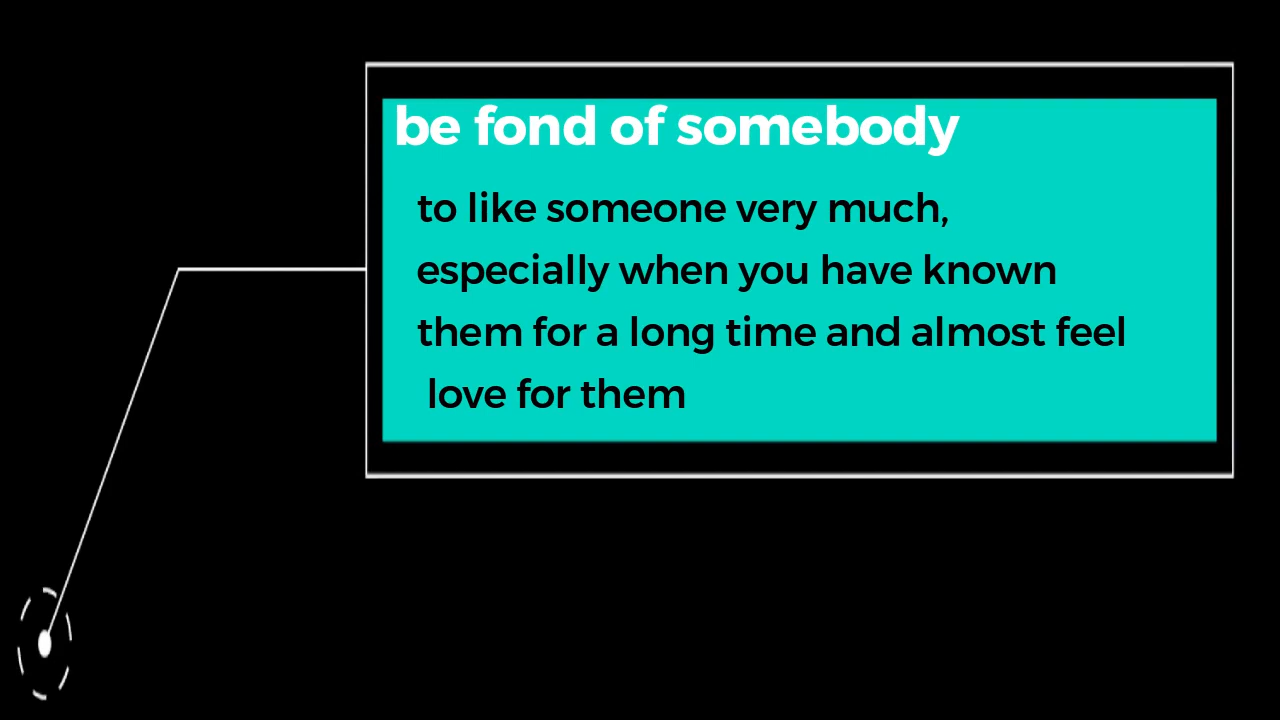 be fond of somebody
to like someone very much,
especially when you have known
them for a long time and almost feel
love for them